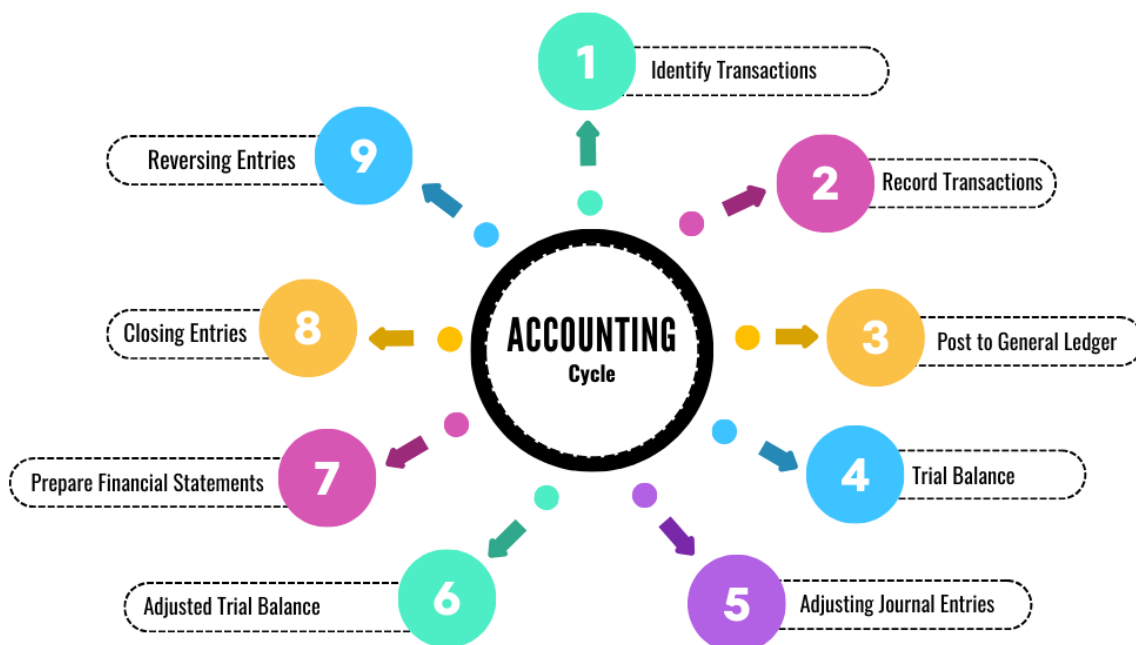 1
Identify Transactions
2
Record Transactions
3
Post to General Ledger
4
Trial Balance
5
Adjusting Journal Entries
6
Adjusted Trial Balance
7
Prepare Financial Statements
8
Closing Entries
9
Reversing Entries
ACCOUNTING
Cycle